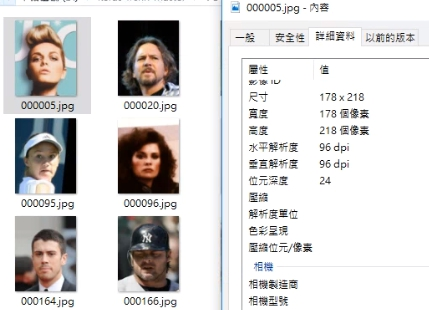 000005.jpg
000020.jpg
000095.jpg
000096.jpg
000164.jpg
000166.jpg
000005.jpg - 內容
一般 安全性 詳細資料 以前的版本
屬性 值
影像 ID
尺寸 178 x 218
寬度 178 個像素
高度 218 個像素
水平解析度 96 dpi
垂直解析度 96 dpi
位元深度 24
壓縮
解析度單位
色彩呈現
壓縮位元/像素
相機
相機製造商
相機型號